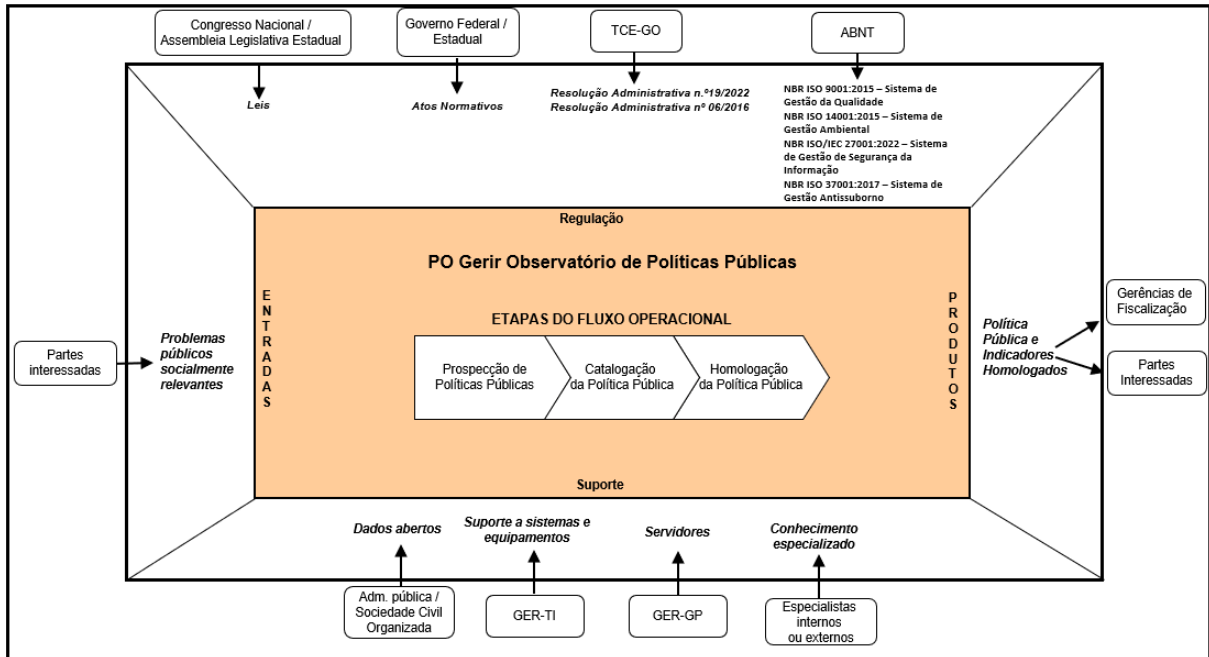 Congresso Nacional /
Assembleia Legislativa Estadual
Governo Federal /
Estadual
TCE-GO
ABNT
Leis
Atos Normativos
Resolução Administrativa n.º19/2022
Resolução Administrativa nº 06/2016
NBR ISO 9001:2015 – Sistema de
Gestão da Qualidade
NBR ISO 14001:2015 – Sistema de
Gestão Ambiental
NBR ISO/IEC 27001:2022 – Sistema
de Gestão de Segurança da
Informação
NBR ISO 37001:2017 – Sistema de
Gestão Antissuborno
Regulação
PO Gerir Observatório de Políticas Públicas
ENTRADAS
ETAPAS DO FLUXO OPERACIONAL
Prospecção de
Políticas Públicas
Catalogação
da Política Pública
Homologação
da Política Pública
PRODUTOS
Partes
interessadas
Problemas
públicos
socialmente
relevantes
Política
Pública e
Indicadores
Homologados
Gerências de
Fiscalização
Partes
Interessadas
Suporte
Dados abertos
Suporte a sistemas e
equipamentos
Servidores
Conhecimento
especializado
Adm. pública /
Sociedade Civil
Organizada
GER-TI
GER-GP
Especialistas
internos
ou externos